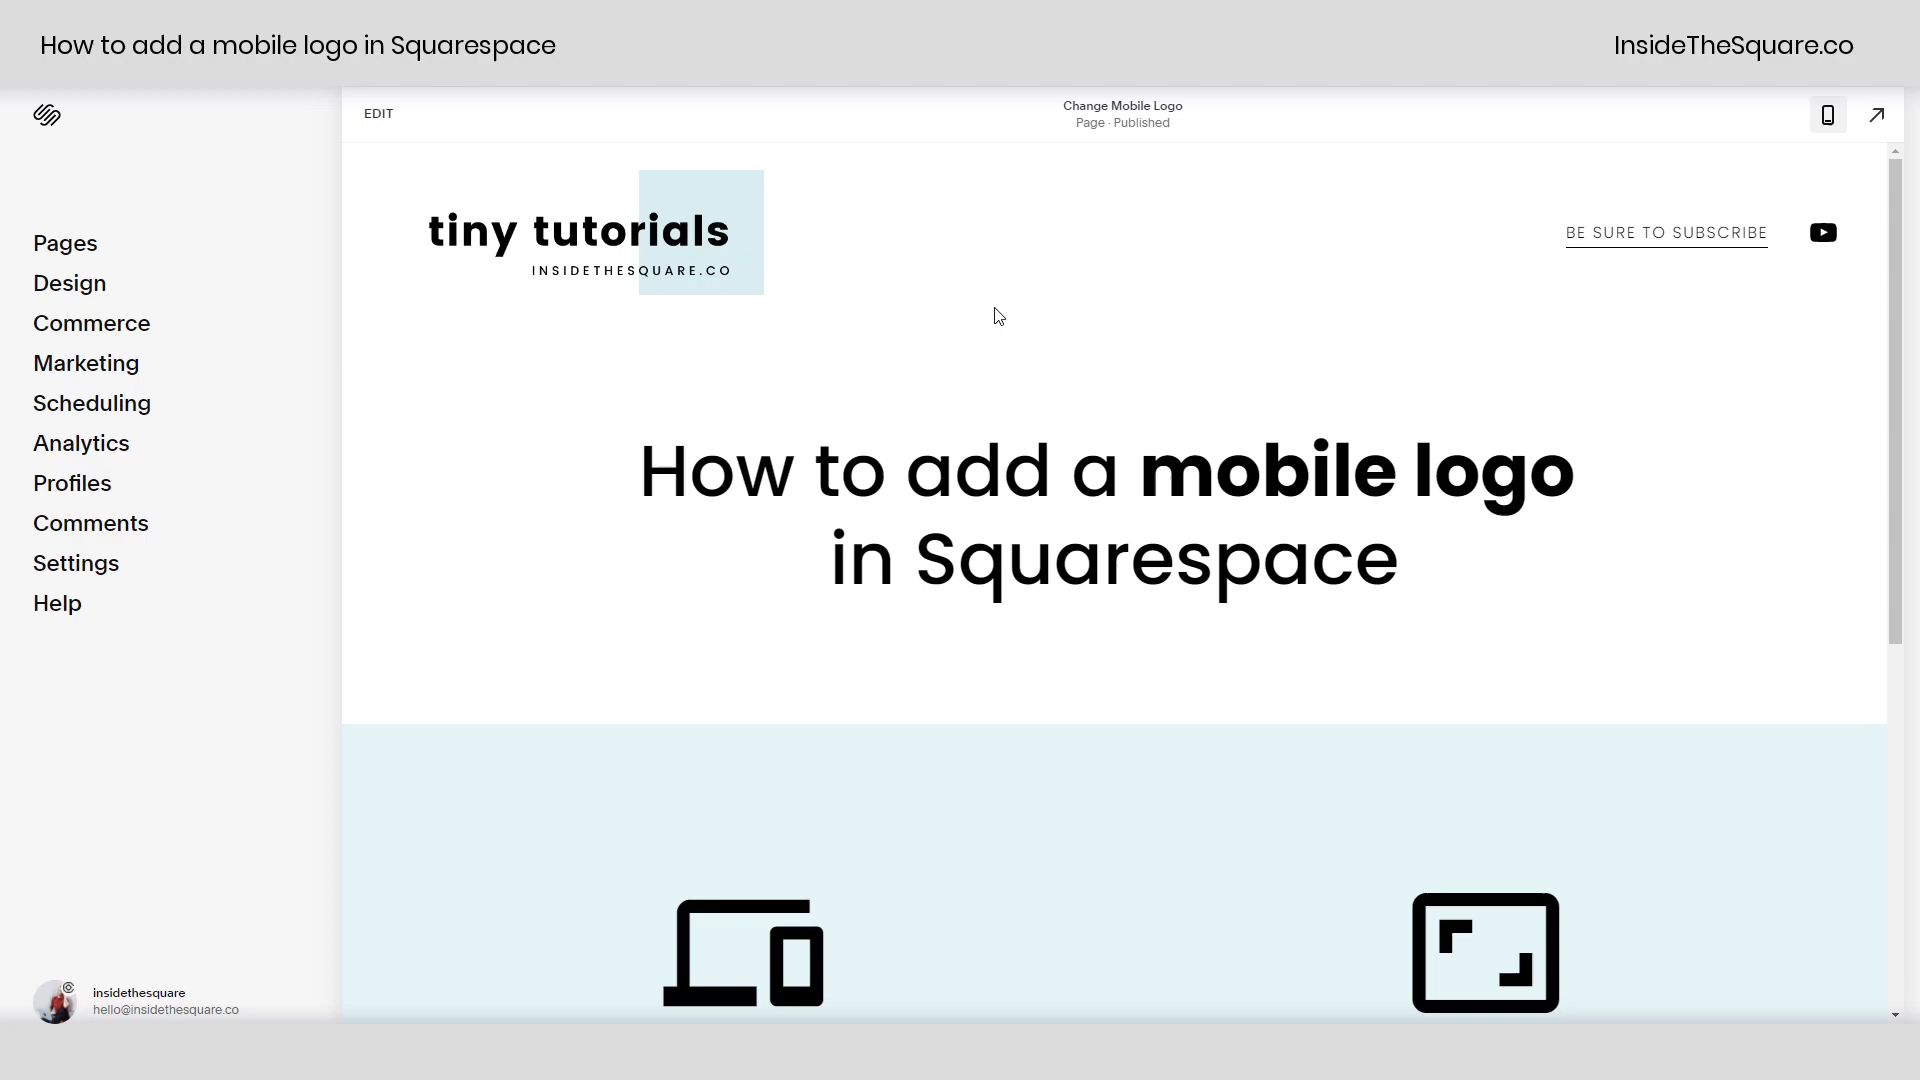 How to add a mobile logo in Squarespace
InsideTheSquare.co
EDIT
Change Mobile Logo
Page · Published
Pages
Design
Commerce
Marketing
Scheduling
Analytics
Profiles
Comments
Settings
Help
tiny tutorials
INSIDETHESQUARE.CO
BE SURE TO SUBSCRIBE
How to add a mobile logo
in Squarespace
insidethesquare
hello@insidethesquare.co